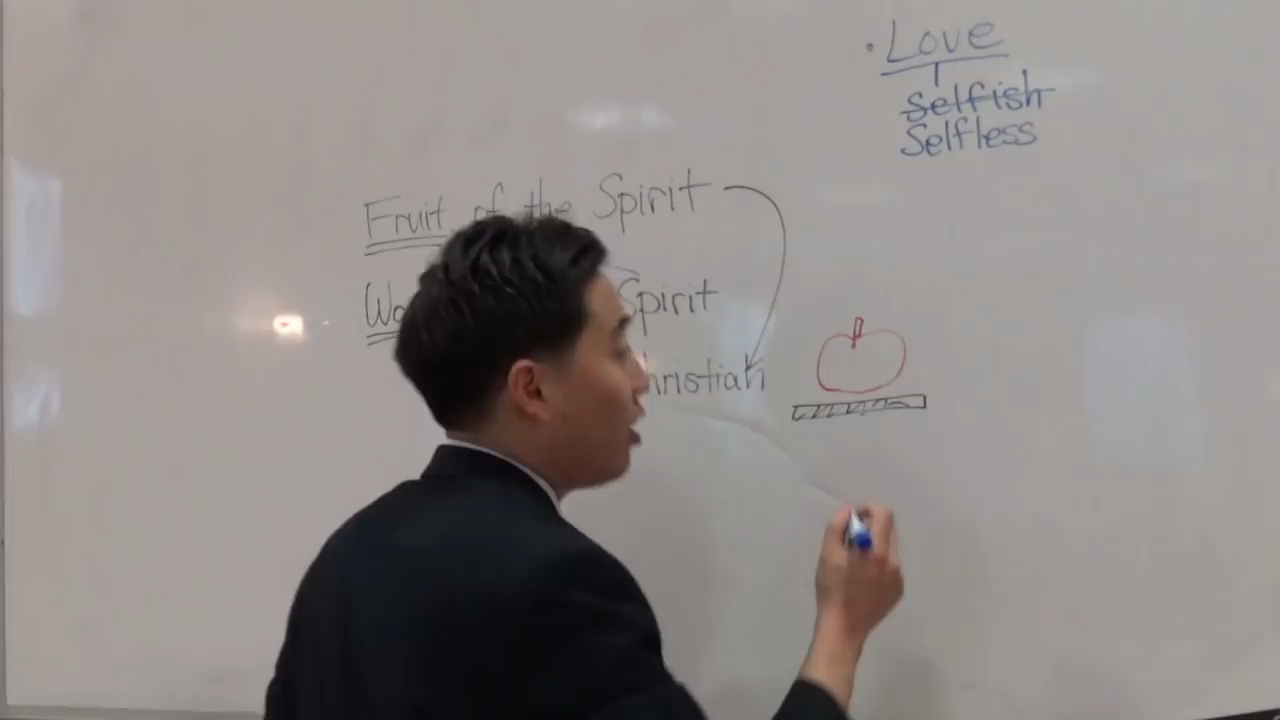 · Love
Selfish
Selfless
Fruit of the Spirit
Spirit
Christian